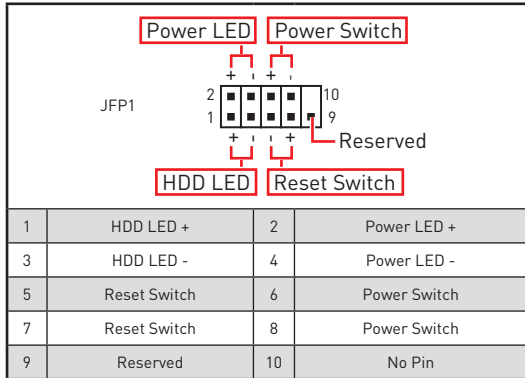 Power LED Power Switch
+ - + -
JFP1
2 10
1 9
+ - - +
Reserved
HDD LED Reset Switch
1 HDD LED + 2 Power LED +
3 HDD LED - 4 Power LED -
5 Reset Switch 6 Power Switch
7 Reset Switch 8 Power Switch
9 Reserved 10 No Pin